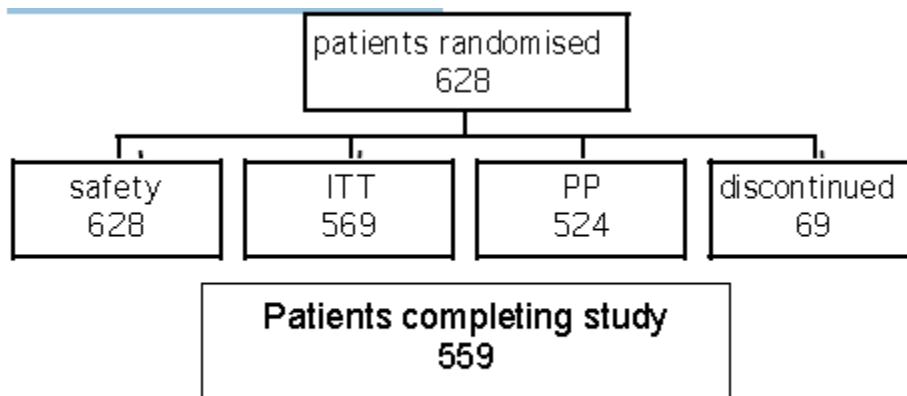 patients randomised
628
safety
628
ITT
569
PP
524
discontinued
69
Patients completing study
559